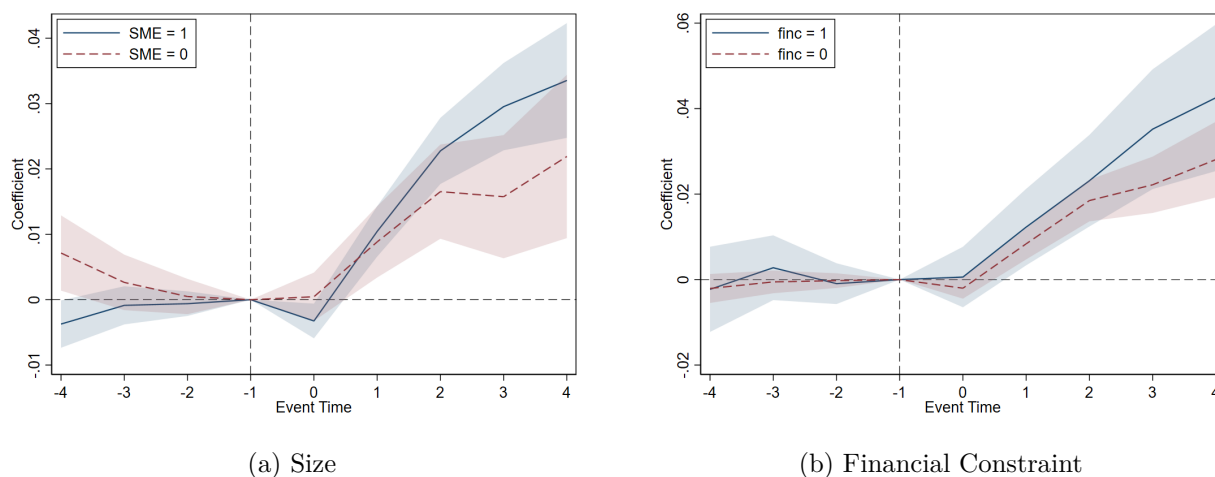 SME = 1
SME = 0
Coefficient
-.01 0 .01 .02 .03 .04
-4 -3 -2 -1 0 1 2 3 4
Event Time
(a) Size
finc = 1
finc = 0
Coefficient
-.02 0 .02 .04 .06
-4 -3 -2 -1 0 1 2 3 4
Event Time
(b) Financial Constraint